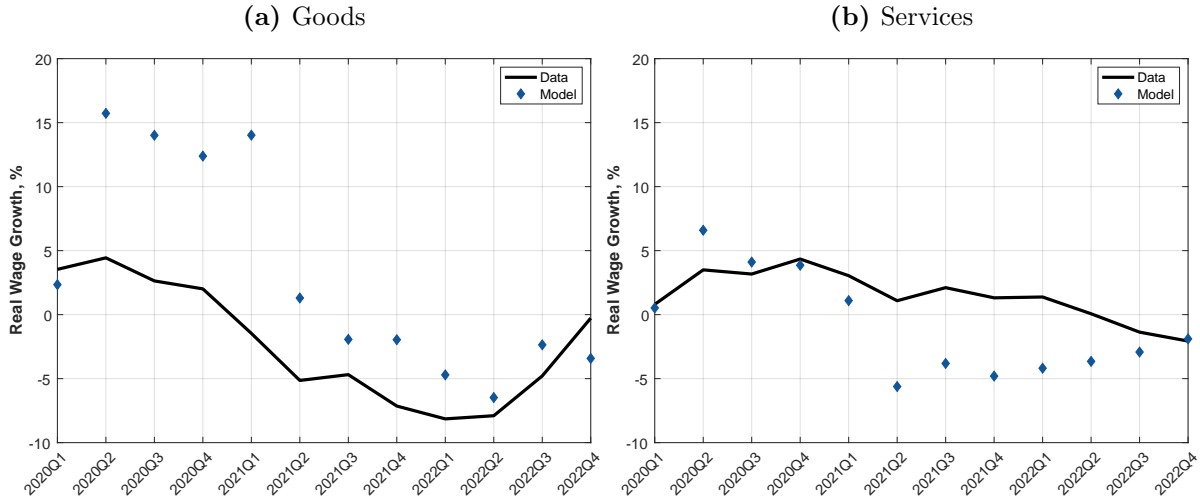 (a) Goods
Real Wage Growth, %
20
15
10
5
0
-5
-10
Data
Model
2020Q1
2020Q2
2020Q3
2020Q4
2021Q1
2021Q2
2021Q3
2021Q4
2022Q1
2022Q2
2022Q3
2022Q4
(b) Services
Real Wage Growth, %
20
15
10
5
0
-5
-10
Data
Model
2020Q1
2020Q2
2020Q3
2020Q4
2021Q1
2021Q2
2021Q3
2021Q4
2022Q1
2022Q2
2022Q3
2022Q4